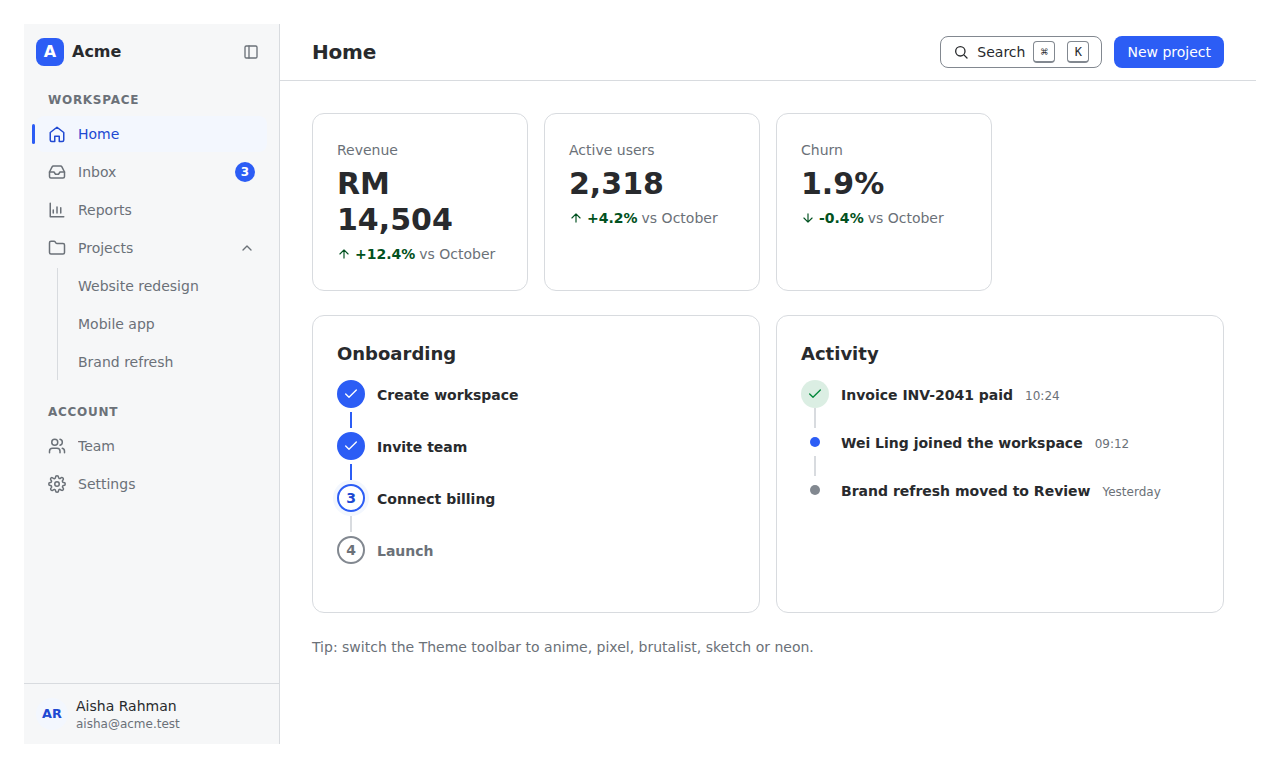 A Acme
WORKSPACE
Home
Inbox 3
Reports
Projects
Website redesign
Mobile app
Brand refresh
ACCOUNT
Team
Settings
AR Aisha Rahman
aisha@acme.test
Home
Search ⌘ K
New project
Revenue
RM
14,504
+12.4% vs October
Active users
2,318
+4.2% vs October
Churn
1.9%
-0.4% vs October
Onboarding
Create workspace
Invite team
3 Connect billing
4 Launch
Activity
Invoice INV-2041 paid 10:24
Wei Ling joined the workspace 09:12
Brand refresh moved to Review Yesterday
Tip: switch the Theme toolbar to anime, pixel, brutalist, sketch or neon.